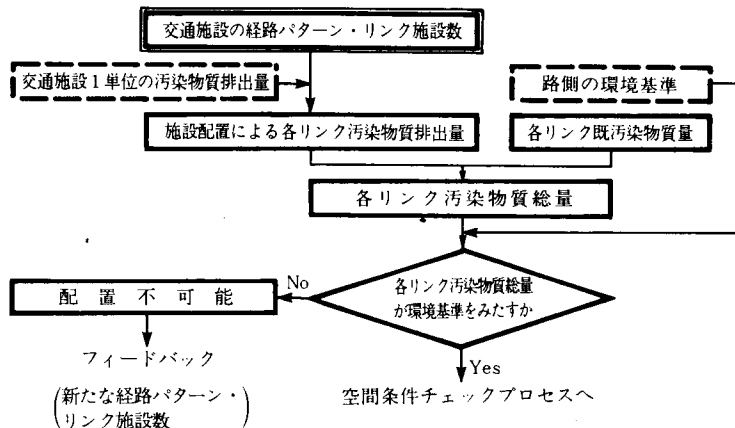 交通施設の経路パターン・リンク施設数
交通施設1単位の汚染物質排出量
路側の環境基準
施設配置による各リンク汚染物質排出量
各リンク既汚染物質量
各リンク汚染物質総量
各リンク汚染物質総量
が環境基準をみたすか
No
配置不可能
Yes
フィードバック
(新たな経路パターン・
リンク施設数)
空間条件チェックプロセスへ